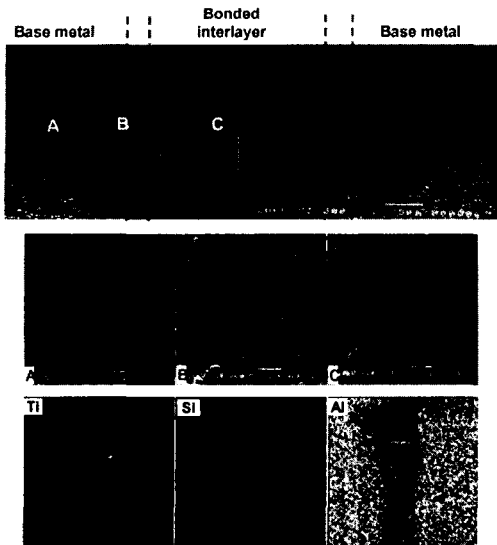 Bonded
Base metal interlayer Base metal
A B C
A B C
Ti Si Al